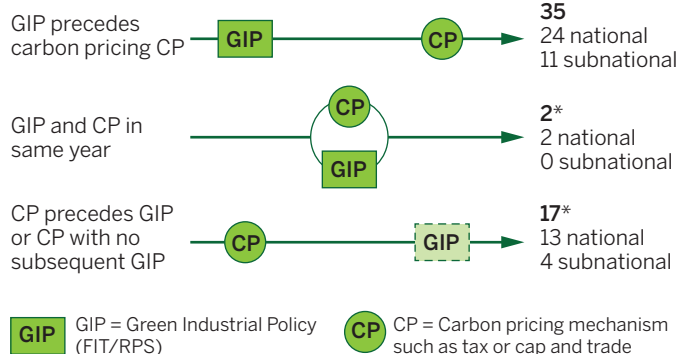 GIP precedes
carbon pricing CP
GIP
CP
35
24 national
11 subnational
GIP and CP in
same year
CP
GIP
2*
2 national
0 subnational
CP precedes GIP
or CP with no
subsequent GIP
CP
GIP
17*
13 national
4 subnational
GIP
GIP = Green Industrial Policy
(FIT/RPS)
CP
CP = Carbon pricing mechanism
such as tax or cap and trade